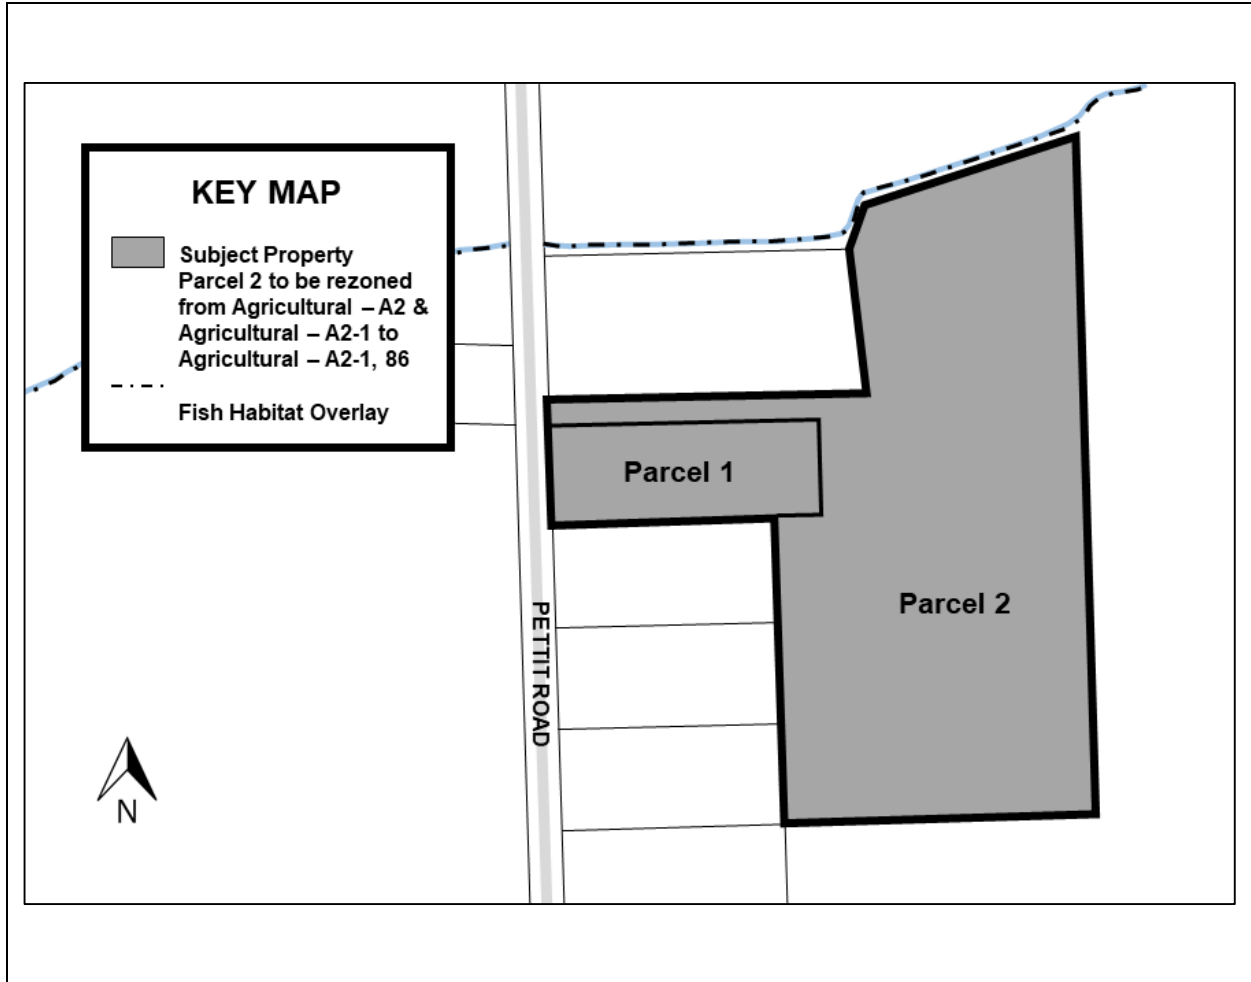 KEY MAP
Subject Property
Parcel 2 to be rezoned
from Agricultural – A2 &
Agricultural – A2-1 to
Agricultural – A2-1, 86
Fish Habitat Overlay
Parcel 1
Parcel 2
PETTIT ROAD
N